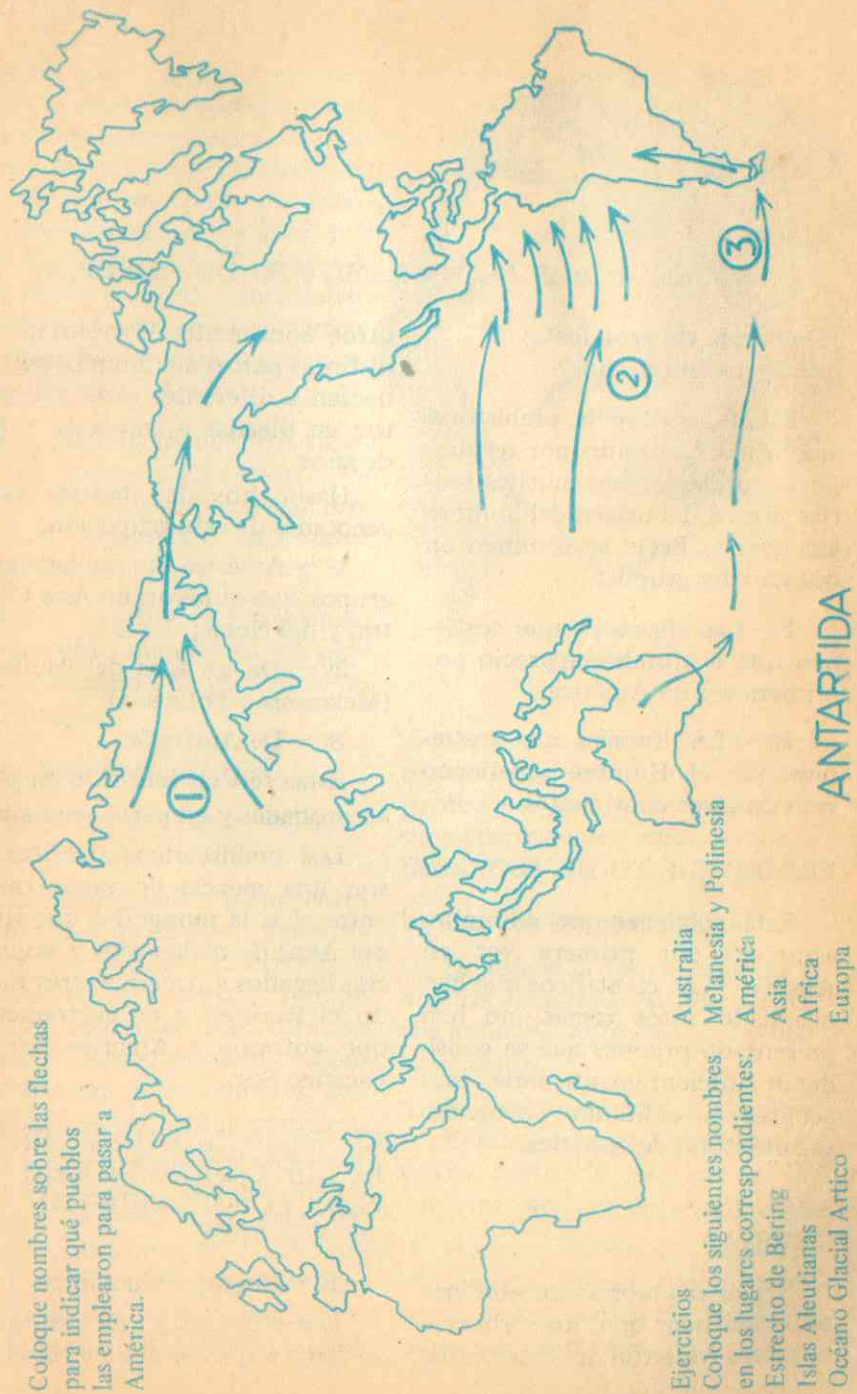 Coloque nombres sobre las flechas
para indicar qué pueblos
las emplearon para pasar a
América.
1
2
3
ANTARTIDA
Ejercicios
Coloque los siguientes nombres
en los lugares correspondientes
Estrecho de Bering
Islas Aleutianas
Océano Glacial Artico
Australia
Melanesia y Polinesia
América
Asia
Africa
Europa